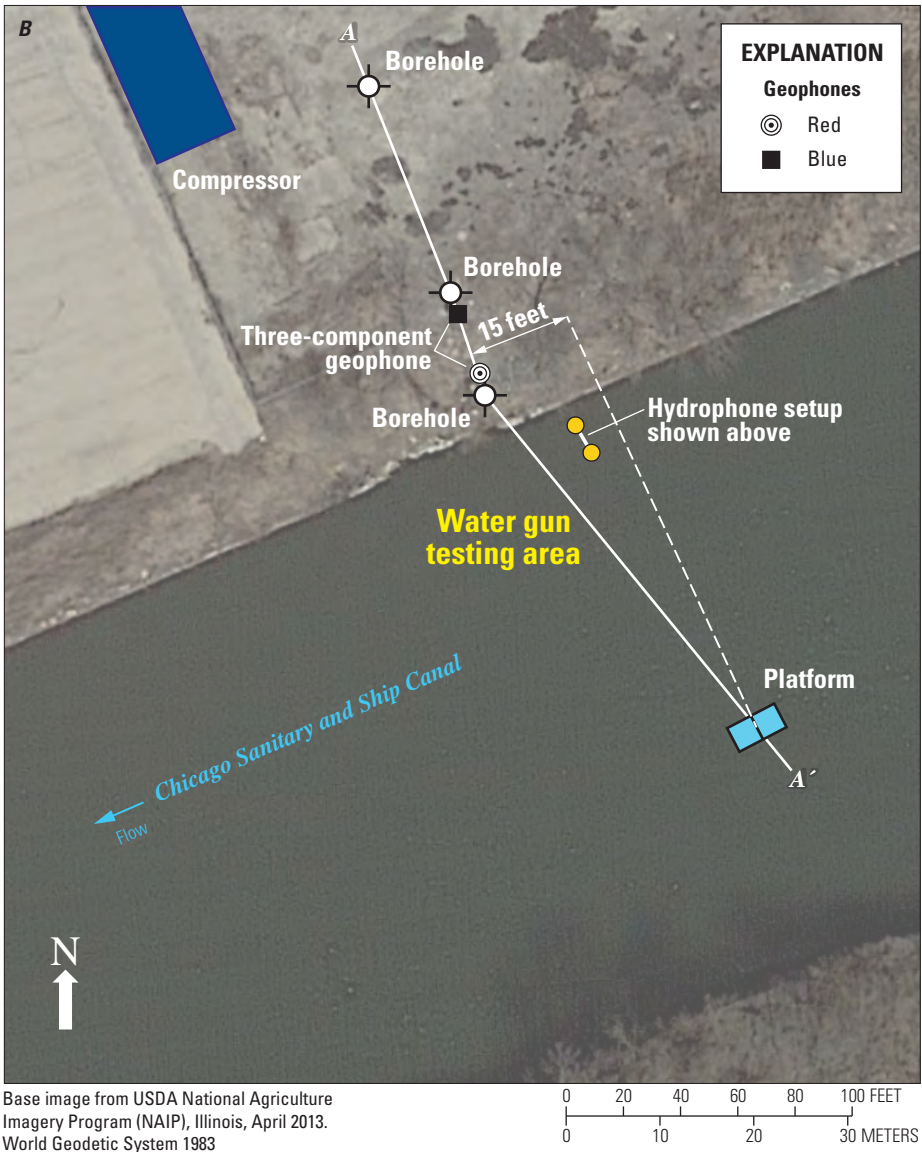 B
A
Borehole
EXPLANATION
Geophones
Red
Blue
Compressor
Borehole
15 feet
Three-component
geophone
Borehole
Hydrophone setup
shown above
Water gun
testing area
Platform
Chicago Sanitary and Ship Canal
A´
Flow
N
Base image from USDA National Agriculture
Imagery Program (NAIP), Illinois, April 2013.
World Geodetic System 1983
0 20 40 60 80 100 FEET
0 10 20 30 METERS